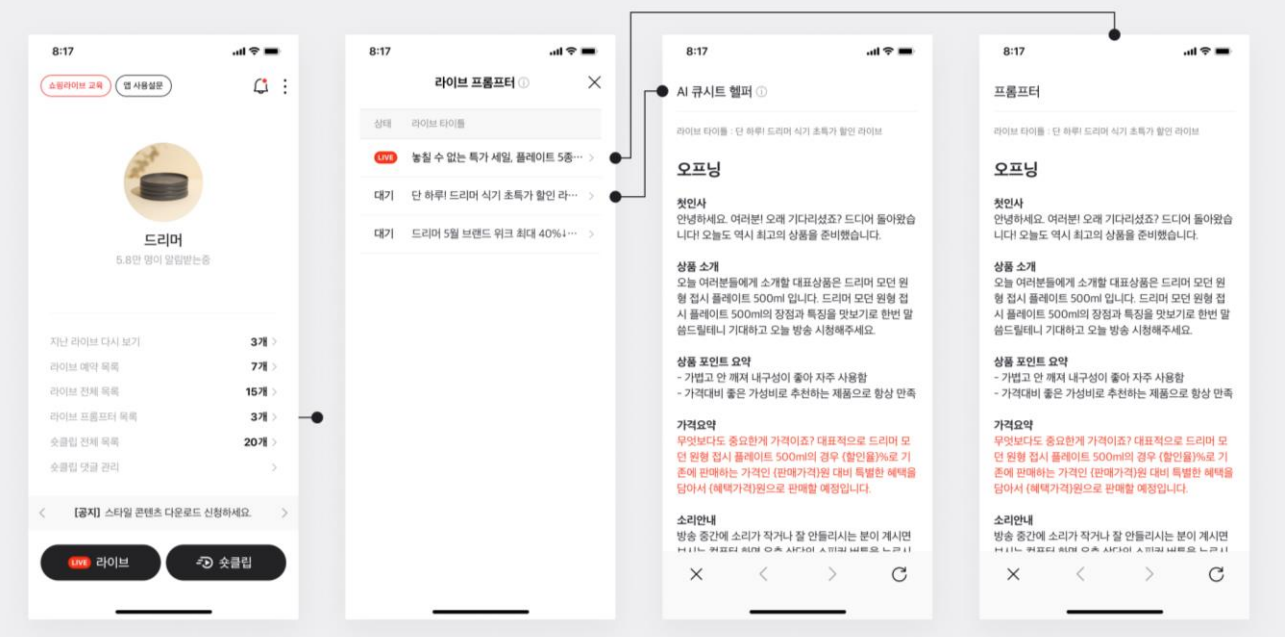 8:17
쇼핑라이브 교육
앱 사용설문
드리머
5.8만 명이 알림받는중
지난 라이브 다시 보기 3개
라이브 예약 목록 7개
라이브 전체 목록 15개
라이브 프롬프터 목록 3개
숏클립 전체 목록 20개
숏클립 댓글 관리
[공지] 스타일 콘텐츠 다운로드 신청하세요.
LIVE 라이브
숏클립
8:17
라이브 프롬프터
상태 라이브 타이틀
LIVE 놓칠 수 없는 특가 세일, 플레이트 5종…
대기 단 하루! 드리머 식기 초특가 할인 라…
대기 드리머 5월 브랜드 위크 최대 40%↓…
8:17
AI 큐시트 헬퍼
라이브 타이틀 : 단 하루! 드리머 식기 초특가 할인 라이브
오프닝
첫인사
안녕하세요. 여러분! 오래 기다리셨죠? 드디어 돌아왔습
니다! 오늘도 역시 최고의 상품을 준비했습니다.
상품 소개
오늘 여러분들에게 소개할 대표상품은 드리머 모던 원
형 접시 플레이트 500ml 입니다. 드리머 모던 원형 접
시 플레이트 500ml의 장점과 특징을 맛보기로 한번 말
씀드릴테니 기대하고 오늘 방송 시청해주세요.
상품 포인트 요약
- 가볍고 안 깨져 내구성이 좋아 자주 사용함
- 가격대비 좋은 가성비로 추천하는 제품으로 항상 만족
가격요약
무엇보다도 중요한게 가격이죠? 대표적으로 드리머 모
던 원형 접시 플레이트 500ml의 경우 {할인율}%로 기
존에 판매하는 가격인 {판매가격}원 대비 특별한 혜택을
담아서 {혜택가격}원으로 판매할 예정입니다.
소리안내
방송 중간에 소리가 작거나 잘 안들리시는 분이 계시면
8:17
프롬프터
라이브 타이틀 : 단 하루! 드리머 식기 초특가 할인 라이브
오프닝
첫인사
안녕하세요. 여러분! 오래 기다리셨죠? 드디어 돌아왔습
니다! 오늘도 역시 최고의 상품을 준비했습니다.
상품 소개
오늘 여러분들에게 소개할 대표상품은 드리머 모던 원
형 접시 플레이트 500ml 입니다. 드리머 모던 원형 접
시 플레이트 500ml의 장점과 특징을 맛보기로 한번 말
씀드릴테니 기대하고 오늘 방송 시청해주세요.
상품 포인트 요약
- 가볍고 안 깨져 내구성이 좋아 자주 사용함
- 가격대비 좋은 가성비로 추천하는 제품으로 항상 만족
가격요약
무엇보다도 중요한게 가격이죠? 대표적으로 드리머 모
던 원형 접시 플레이트 500ml의 경우 {할인율}%로 기
존에 판매하는 가격인 {판매가격}원 대비 특별한 혜택을
담아서 {혜택가격}원으로 판매할 예정입니다.
소리안내
방송 중간에 소리가 작거나 잘 안들리시는 분이 계시면